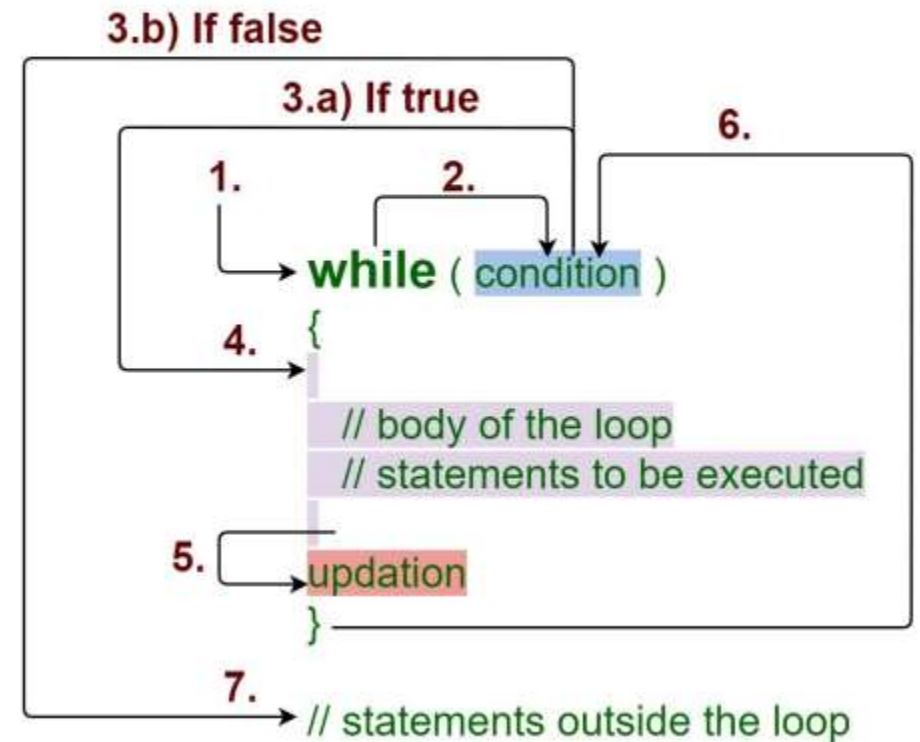 3.b) If false
3.a) If true
6.
1.
2.
while ( condition )
{
4.
// body of the loop
// statements to be executed
5.
updation
}
7.
// statements outside the loop